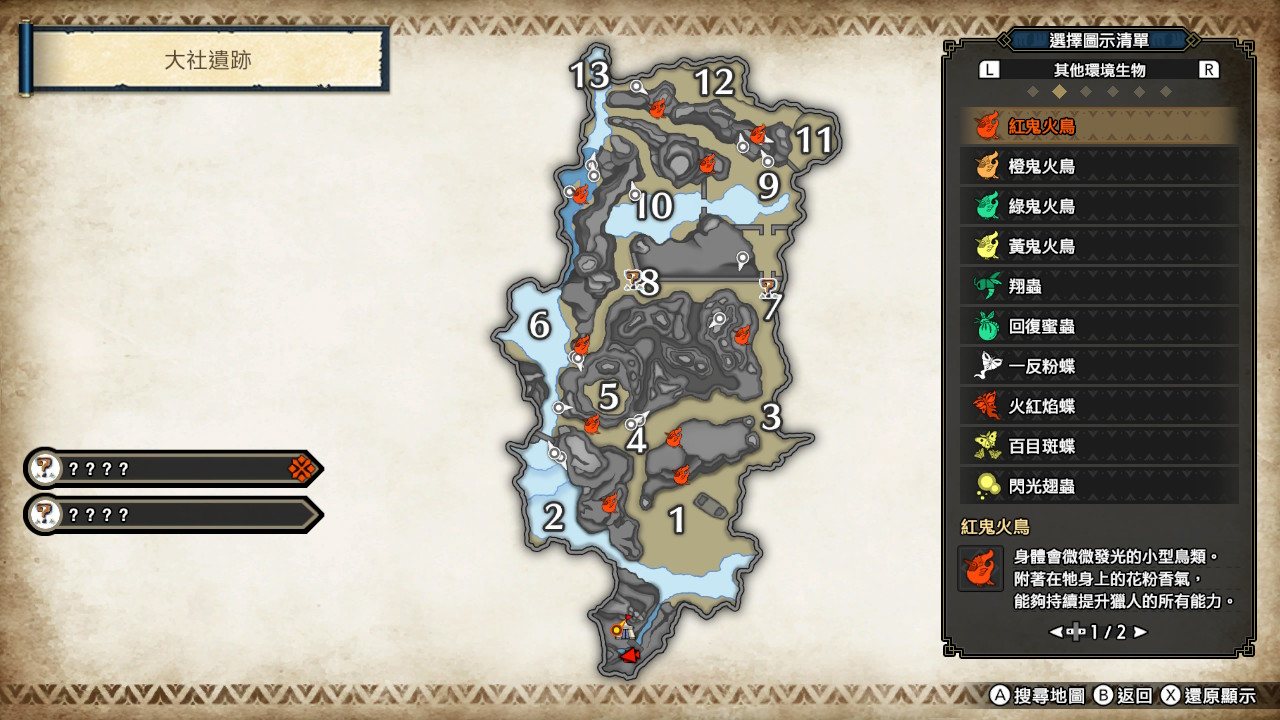 大社遺跡
13
12
11
9
10
8
7
6
5
3
4
2
1
????
????
選擇圖示清單
L 其他環境生物 R
紅鬼火鳥
橙鬼火鳥
綠鬼火鳥
黃鬼火鳥
翔蟲
回復蜜蟲
一反粉蝶
火紅焰蝶
百目斑蝶
閃光翅蟲
紅鬼火鳥
身體會微微發光的小型鳥類。
附著在牠身上的花粉香氣，
能夠持續提升獵人的所有能力。
1/2
A搜尋地圖 B返回 X還原顯示